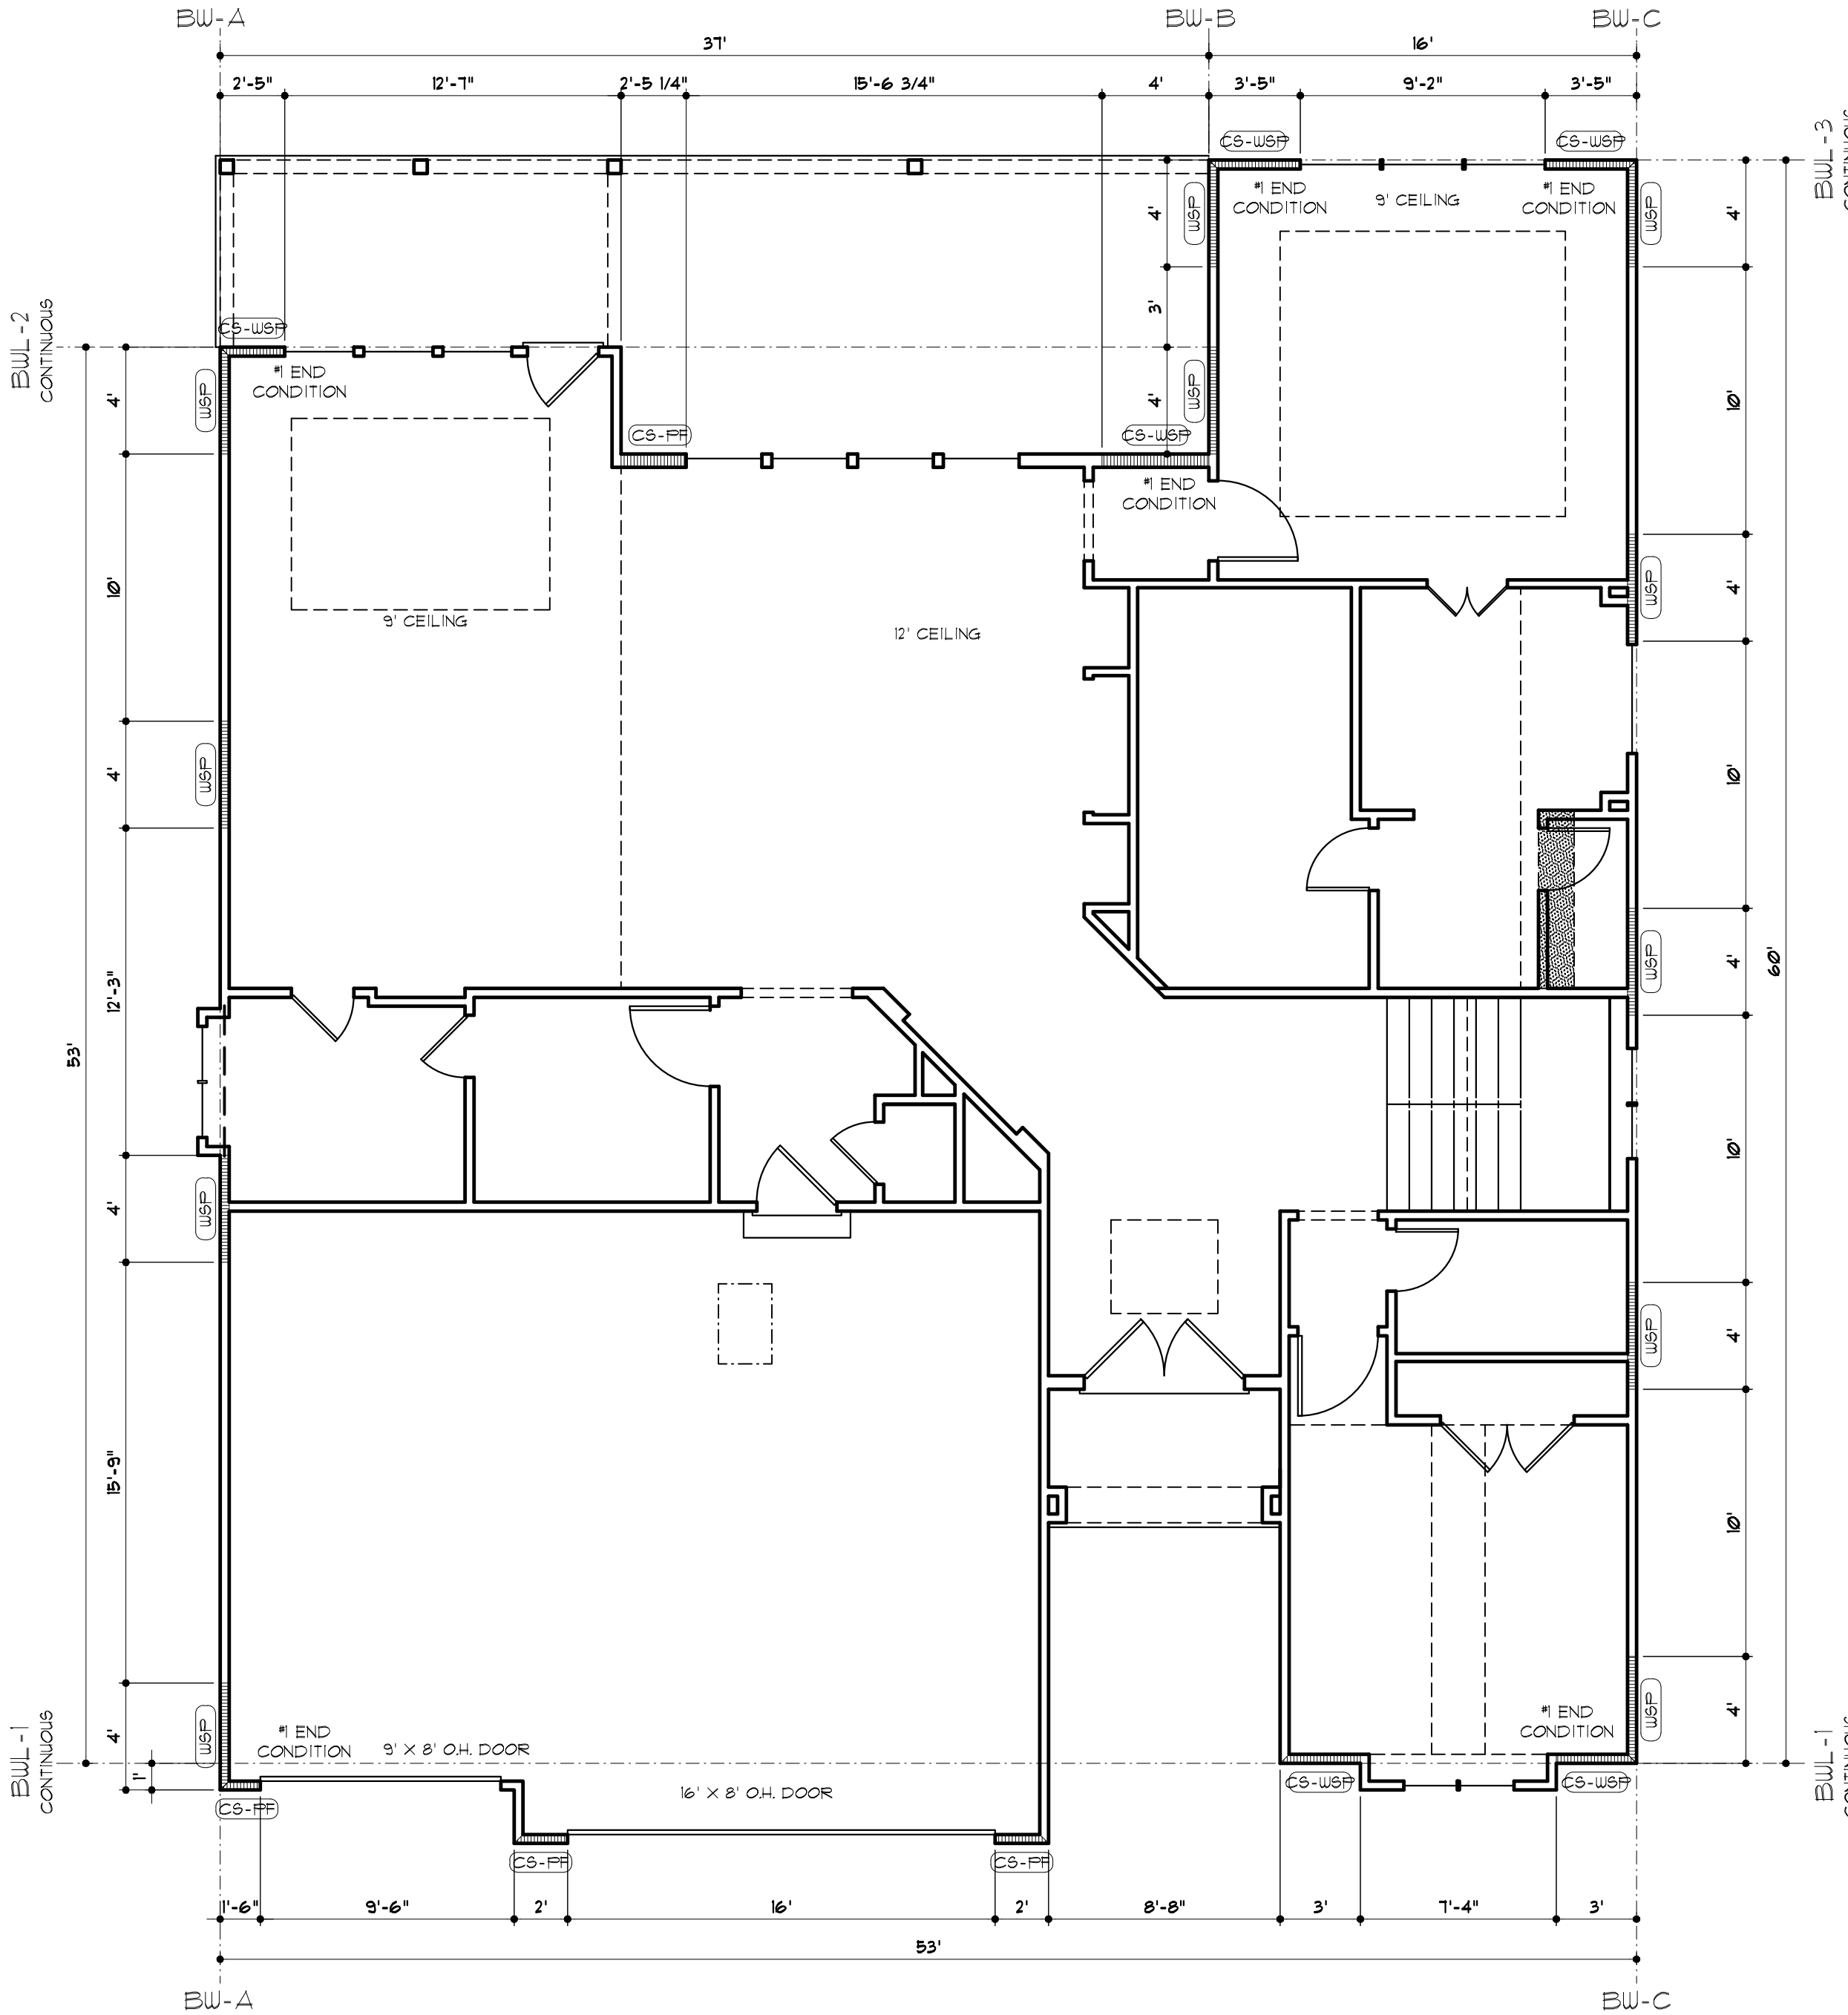 BW-A
BW-B
BW-C
37'
16'
2'-5"
12'-7"
2'-5 1/4"
15'-6 3/4"
4'
3'-5"
9'-2"
3'-5"
BWL-3
CS-WSP
CS-WSP
#1 END
CONDITION
9' CEILING
#1 END
CONDITION
4'
WSP
WSP
4'
3'
BWL-2
CONTINUOUS
CS-WSP
#1 END
CONDITION
4'
WSP
4'
WSP
10'
CS-PF
CS-WSP
#1 END
CONDITION
10'
WSP
4'
9' CEILING
12' CEILING
4'
WSP
10'
12'-3"
WSP
4'
60'
53'
4'
WSP
10'
WSP
4'
15'-9"
10'
4'
WSP
WSP
4'
BWL-1
CONTINUOUS
#1 END
CONDITION
9' X 8' O.H. DOOR
#1 END
CONDITION
BWL-1
1'
16' X 8' O.H. DOOR
CS-WSP
CS-WSP
CS-PF
CS-PF
CS-PF
1'-6"
9'-6"
2'
16'
2'
8'-8"
3'
7'-4"
3'
53'
BW-A
BW-C